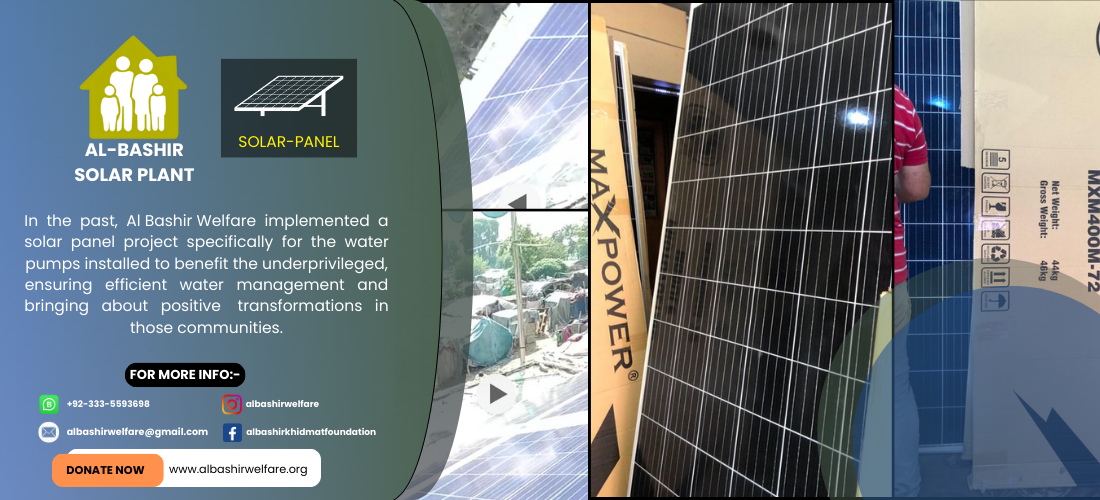 AL-BASHIR
SOLAR PLANT
SOLAR-PANEL
In the past, Al Bashir Welfare implemented a
solar panel project specifically for the water
pumps installed to benefit the underprivileged,
ensuring efficient water management and
bringing about positive transformations in
those communities.
FOR MORE INFO:-
+92-333-5593698
albashirwelfare
albashirwelfare@gmail.com
albashirkhidmatfoundation
DONATE NOW
www.albashirwelfare.org
MAXPOWER®
5
Net Weight: 44kg
Gross Weight: 46kg
MXM400M-72